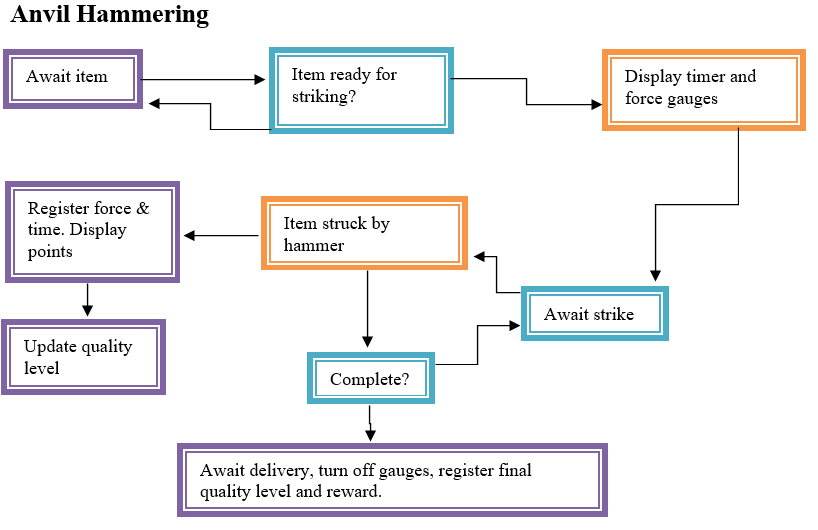 Anvil Hammering
Await item
Item ready for
striking?
Display timer and
force gauges
Register force &
time. Display
points
Item struck by
hammer
Await strike
Update quality
level
Complete?
Await delivery, turn off gauges, register final
quality level and reward.